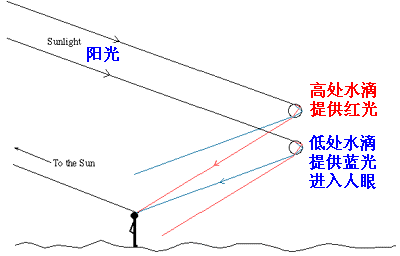 Sunlight
阳光
高处水滴
提供红光
低处水滴
提供蓝光
进入人眼
To the Sun